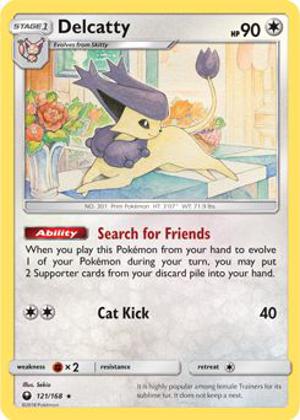 STAGE 1
Delcatty
HP 90
Evolves from Skitty
NO. 301 Prim Pokémon HT: 3'07" WT: 71.9 lbs.
Ability Search for Friends
When you play this Pokémon from your hand to evolve
1 of your Pokémon during your turn, you may put
2 Supporter cards from your discard pile into your hand.
Cat Kick 40
weakness ×2 resistance retreat
Illus. Sekio
121/168 ★
©2018 Pokémon
It is highly popular among female Trainers for its
sublime fur. It does not keep a nest.